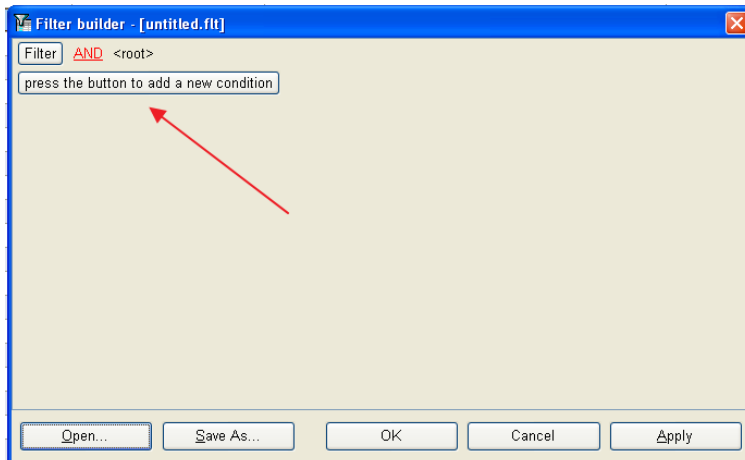 Filter builder - [untitled.flt]
Filter AND <root>
press the button to add a new condition
Open... Save As... OK Cancel Apply